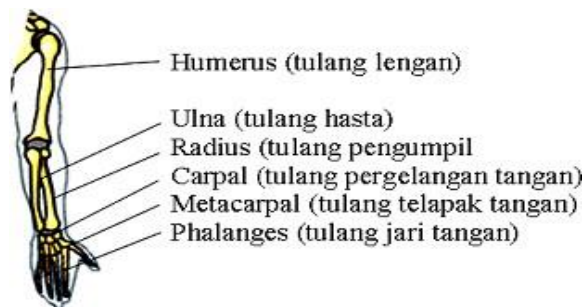 Humerus (tulang lengan)
Ulna (tulang hasta)
Radius (tulang pengumpil
Carpal (tulang pergelangan tangan)
Metacarpal (tulang telapak tangan)
Phalanges (tulang jari tangan)